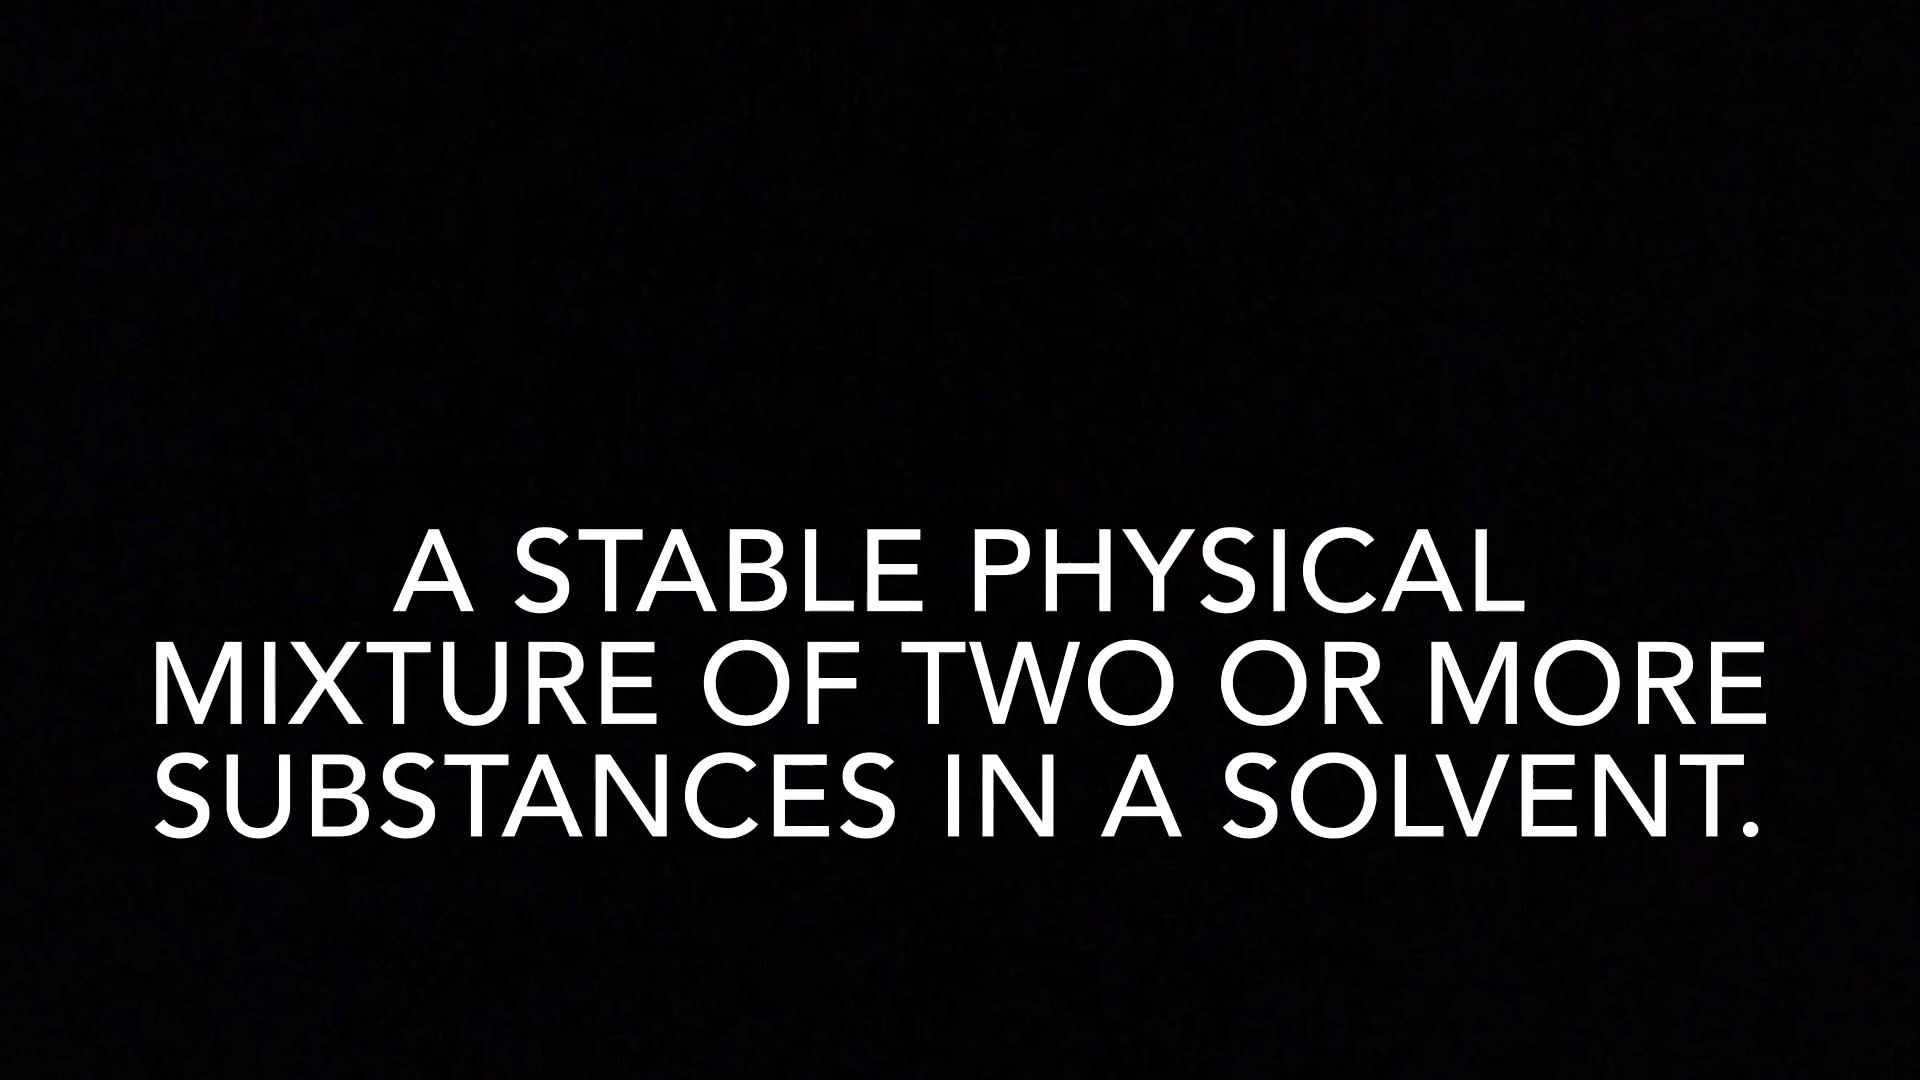 A STABLE PHYSICAL
MIXTURE OF TWO OR MORE
SUBSTANCES IN A SOLVENT.